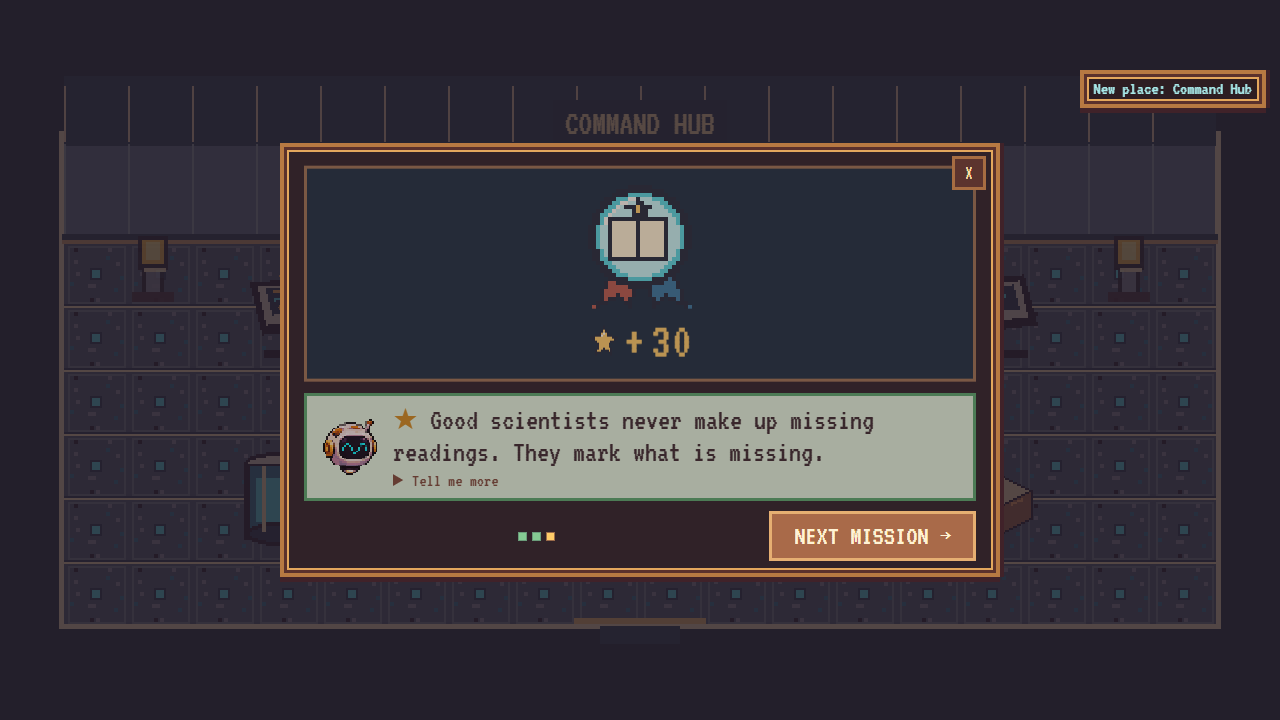 New place: Command Hub
COMMAND HUB
X
+30
Good scientists never make up missing
readings. They mark what is missing.
Tell me more
NEXT MISSION →